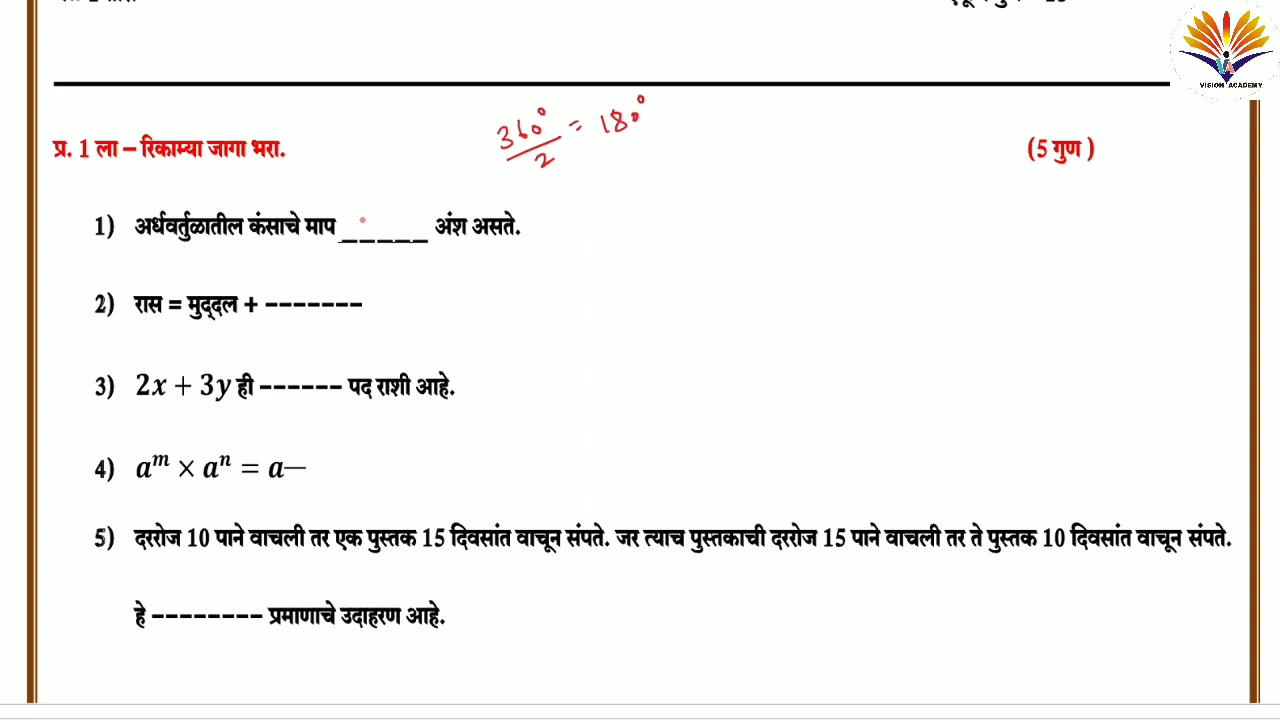 VISION ACADEMY
360°/2 = 180°
प्र. 1 ला – रिकाम्या जागा भरा. (5 गुण )
1) अर्धवर्तुळातील कंसाचे माप _____ अंश असते.
2) रास = मुद्‌दल + -------
3) 2x + 3y ही ------ पद राशी आहे.
4) aᵐ × aⁿ = a—
5) दररोज 10 पाने वाचली तर एक पुस्तक 15 दिवसांत वाचून संपते. जर त्याच पुस्तकाची दररोज 15 पाने वाचली तर ते पुस्तक 10 दिवसांत वाचून संपते.
हे -------- प्रमाणाचे उदाहरण आहे.